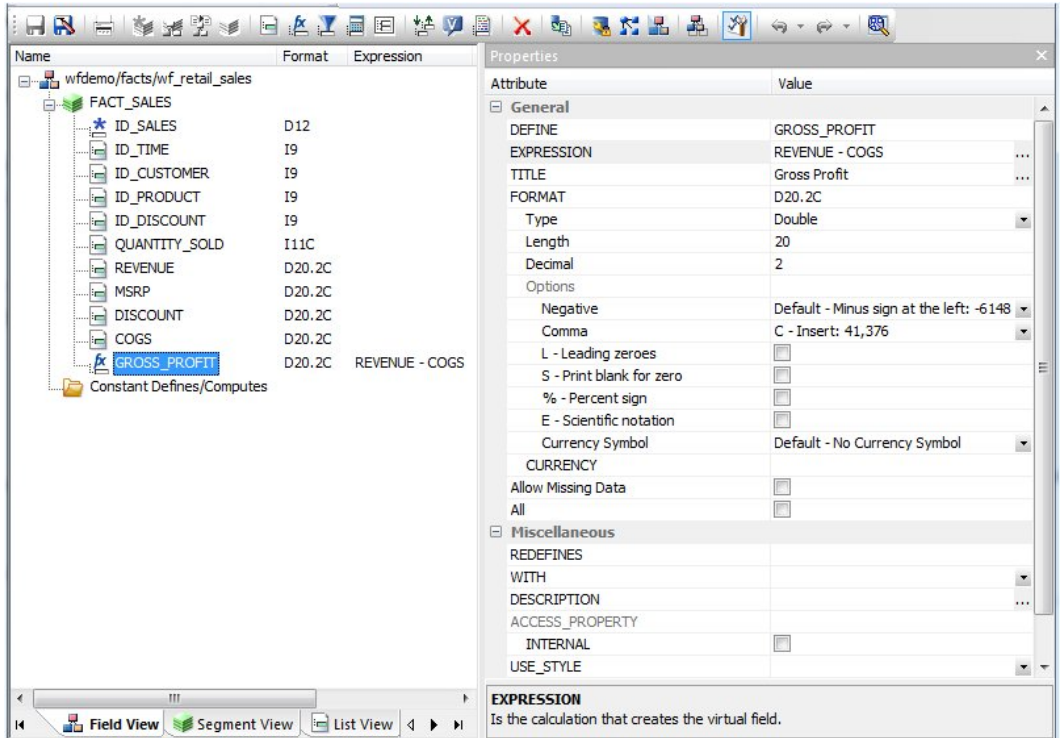 Name Format Expression
wfdemo/facts/wf_retail_sales
FACT_SALES
ID_SALES D12
ID_TIME I9
ID_CUSTOMER I9
ID_PRODUCT I9
ID_DISCOUNT I9
QUANTITY_SOLD I11C
REVENUE D20.2C
MSRP D20.2C
DISCOUNT D20.2C
COGS D20.2C
GROSS_PROFIT D20.2C REVENUE - COGS
Constant Defines/Computes
Field View Segment View List View
Properties
Attribute Value
General
DEFINE GROSS_PROFIT
EXPRESSION REVENUE - COGS ...
TITLE Gross Profit ...
FORMAT D20.2C
Type Double
Length 20
Decimal 2
Options
Negative Default - Minus sign at the left: -6148
Comma C - Insert: 41,376
L - Leading zeroes
S - Print blank for zero
% - Percent sign
E - Scientific notation
Currency Symbol Default - No Currency Symbol
CURRENCY
Allow Missing Data
All
Miscellaneous
REDEFINES
WITH
DESCRIPTION ...
ACCESS_PROPERTY
INTERNAL
USE_STYLE
EXPRESSION
Is the calculation that creates the virtual field.